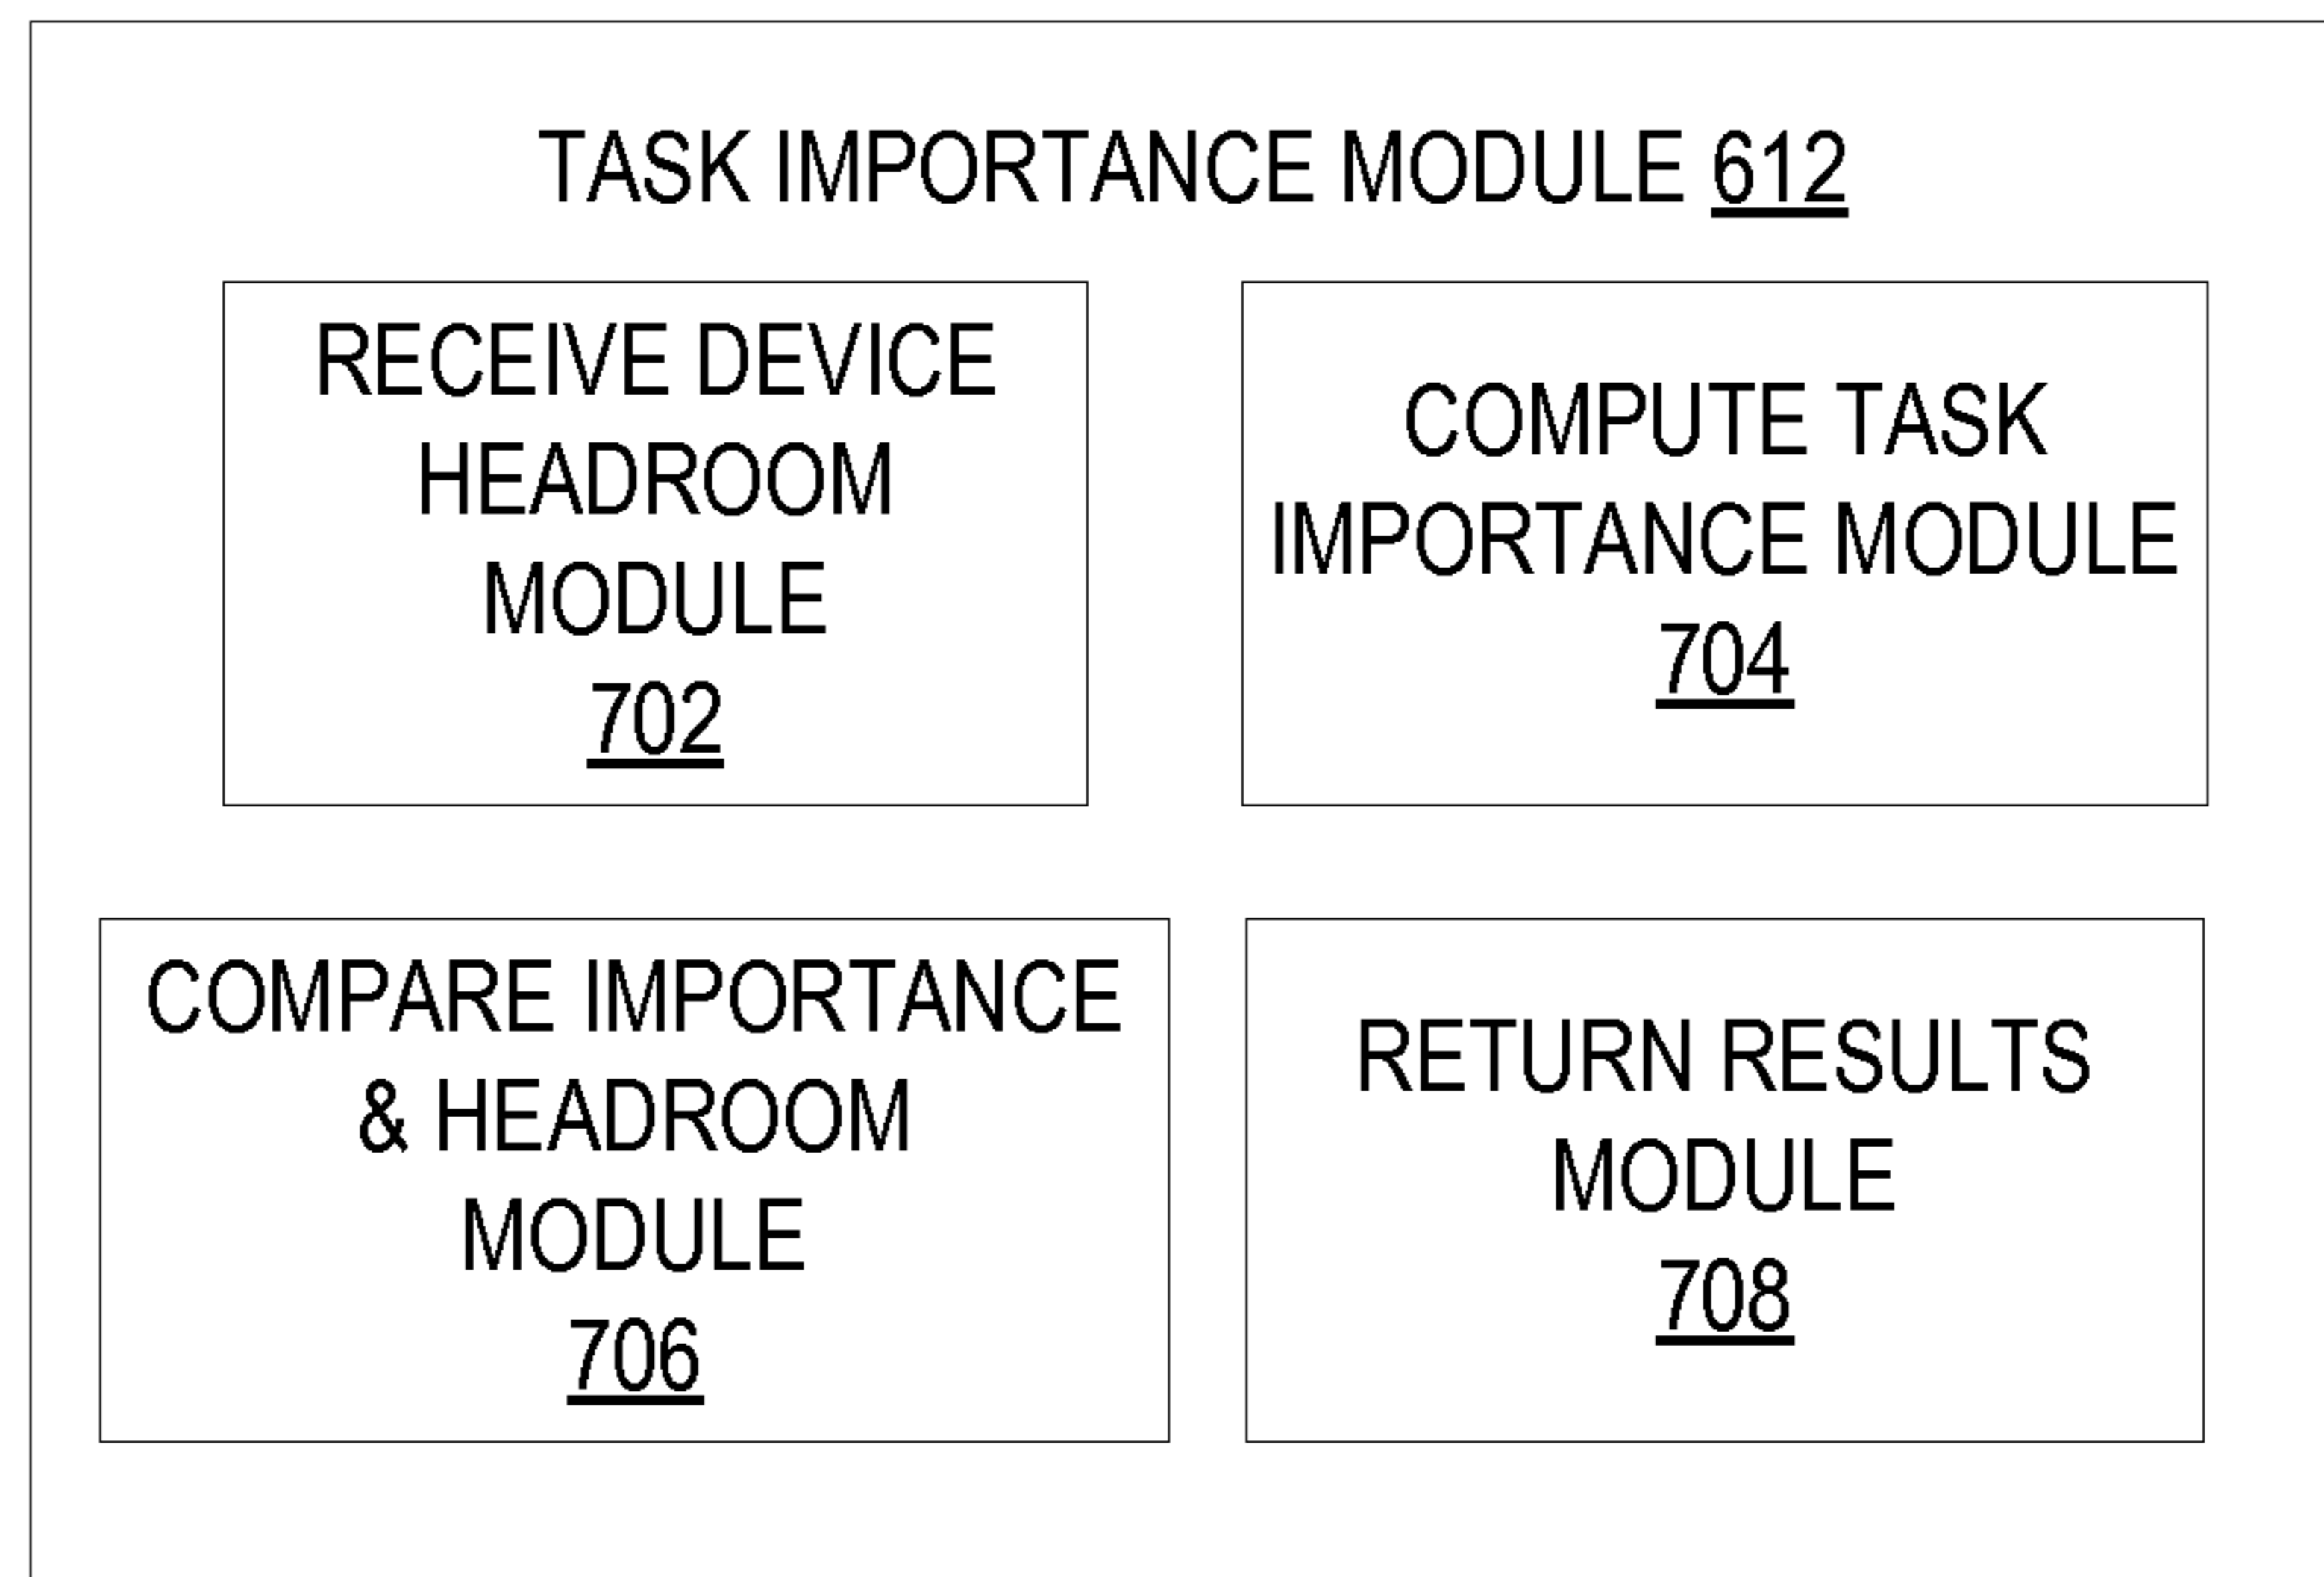 TASK IMPORTANCE MODULE 612
RECEIVE DEVICE
HEADROOM
MODULE
702
COMPUTE TASK
IMPORTANCE MODULE
704
COMPARE IMPORTANCE
& HEADROOM
MODULE
706
RETURN RESULTS
MODULE
708